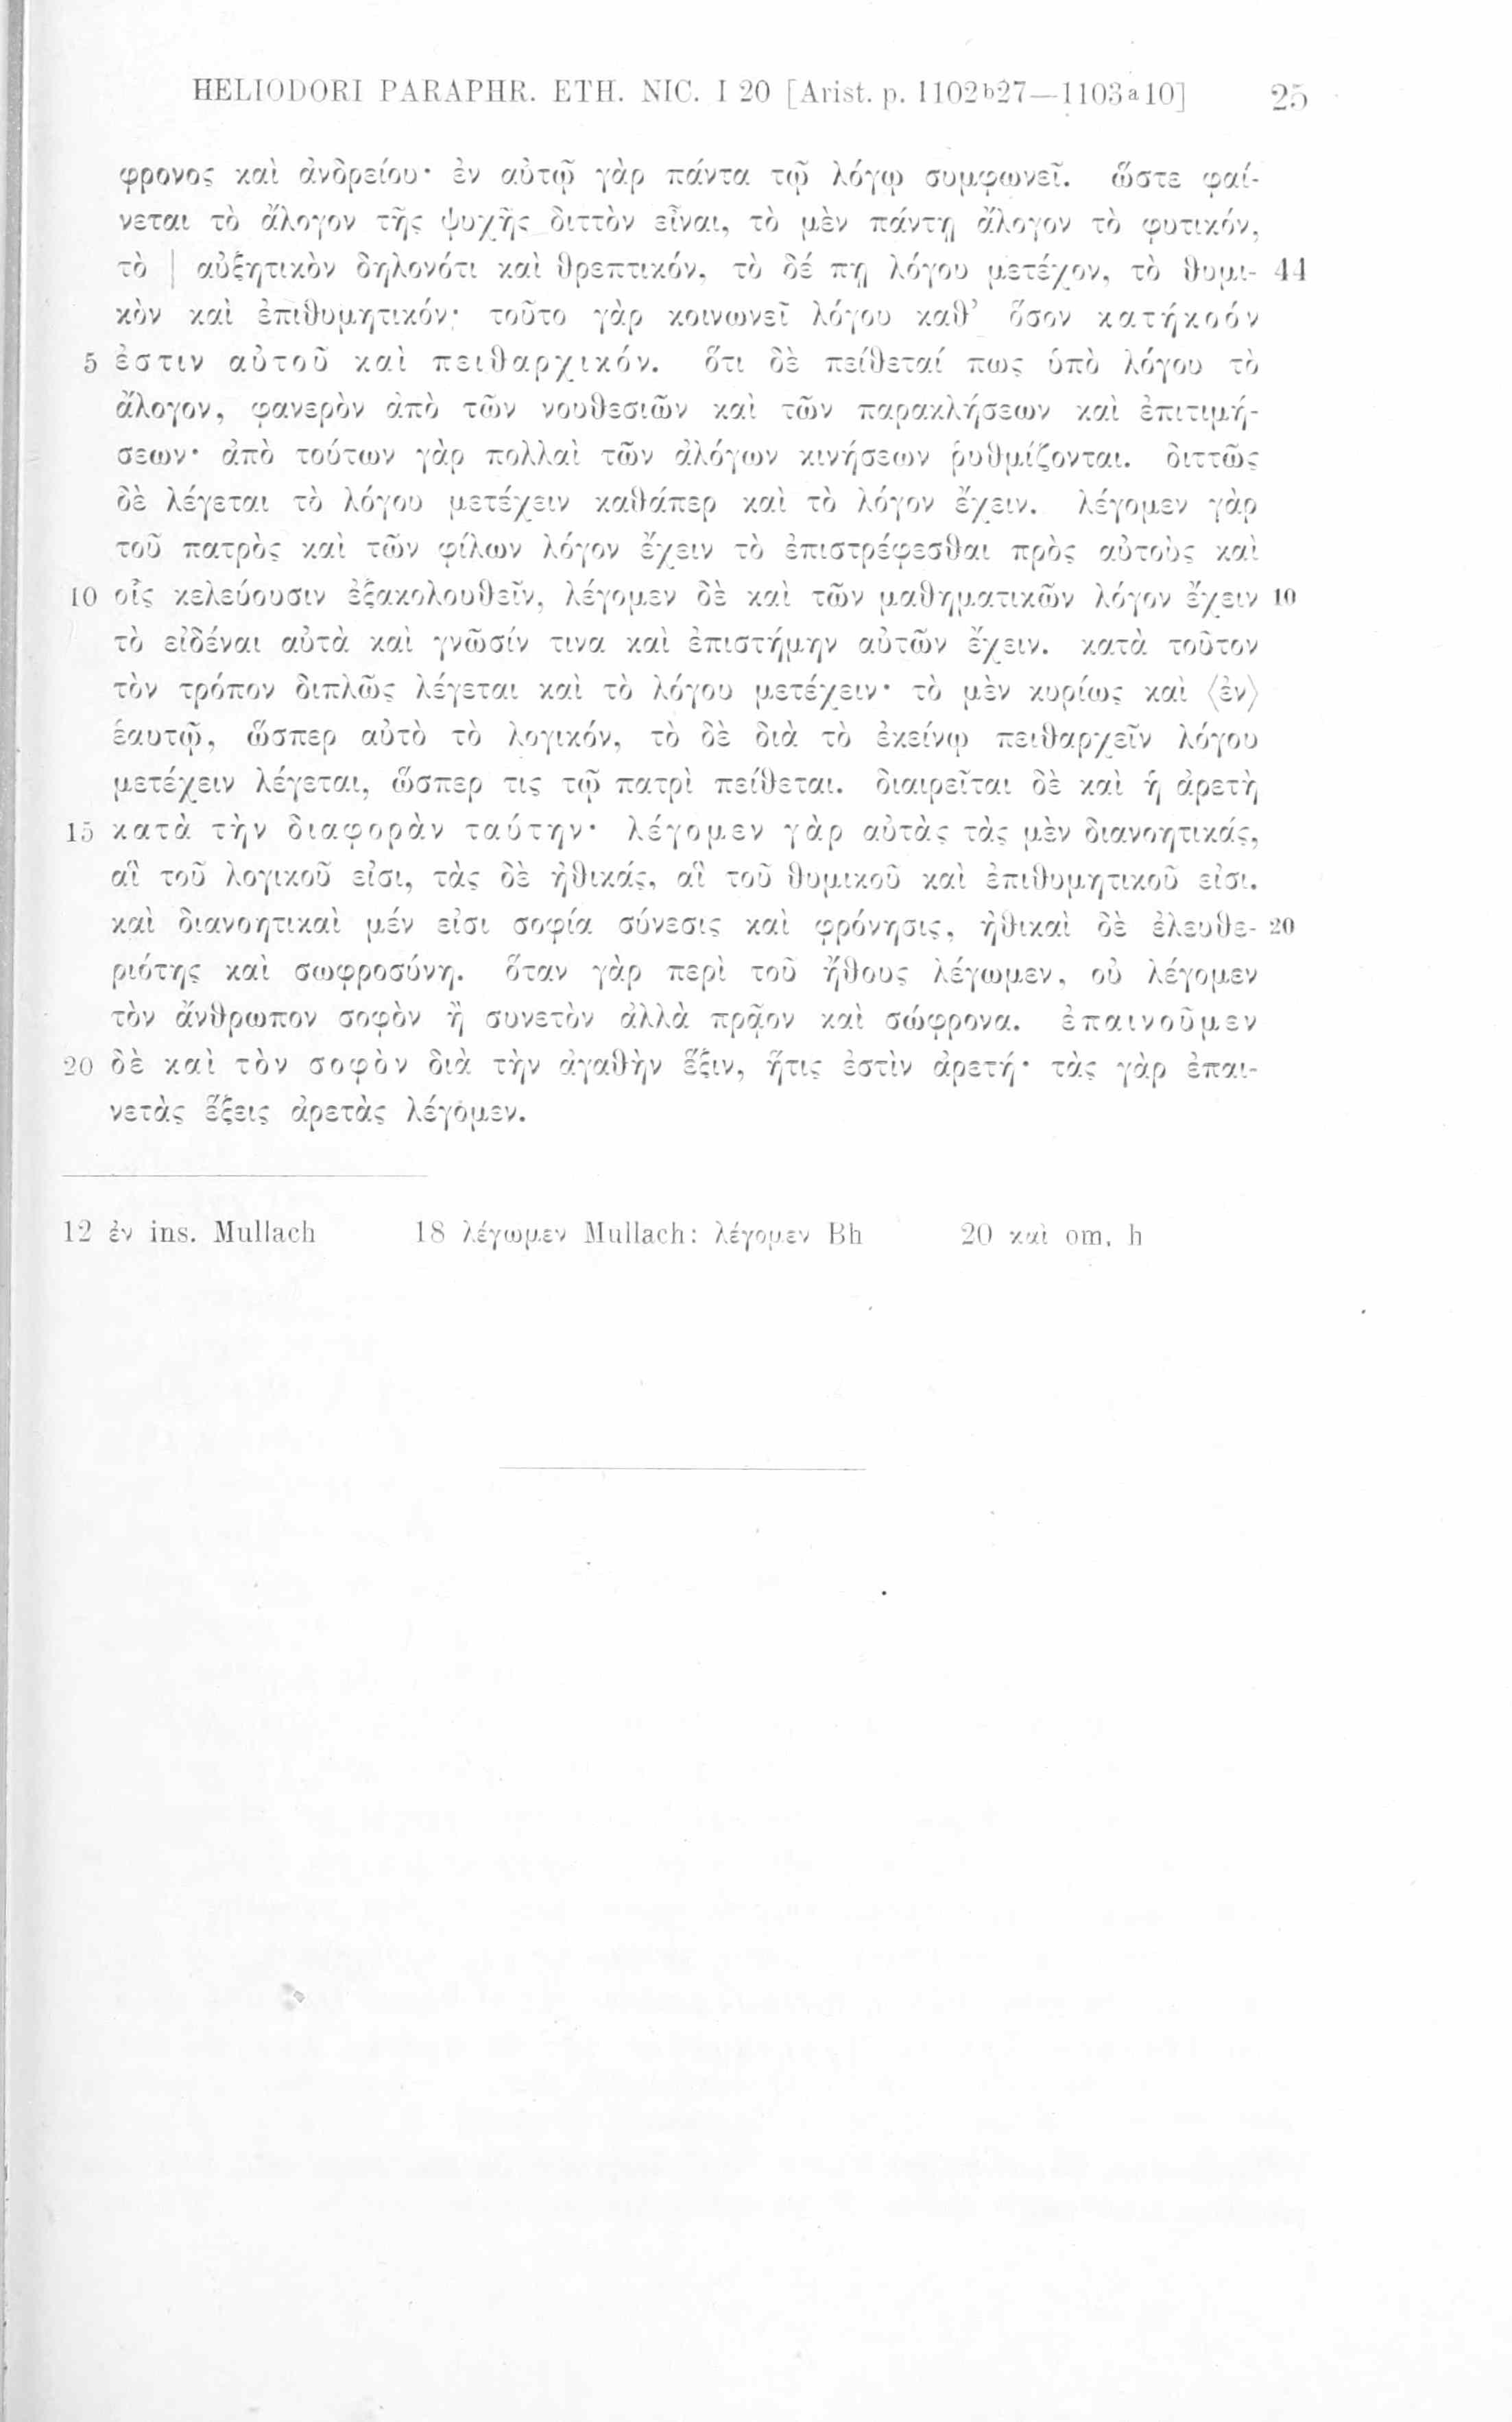 HELIODORI PARAPHR. ETH. NIC. I 20 [Arist. p. 1102b27—1103a10] 25
φρονος καὶ ἀνδρείου· ἐν αὐτῷ γὰρ πάντα τῷ λόγῳ συμφωνεῖ. ὥστε φαί-
νεται τὸ ἄλογον τῆς ψυχῆς διττὸν εἶναι, τὸ μὲν πάντῃ ἄλογον τὸ φυτικόν,
τὸ | αὐξητικὸν δηλονότι καὶ θρεπτικόν, τὸ δέ πῃ λόγου μετέχον, τὸ θυμι- 44
κὸν καὶ ἐπιθυμητικόν· τοῦτο γὰρ κοινωνεῖ λόγου καθ’ ὅσον κατήκοόν
5 ἐστιν αὐτοῦ καὶ πειθαρχικόν. ὅτι δὲ πείθεταί πως ὑπὸ λόγου τὸ
ἄλογον, φανερὸν ἀπὸ τῶν νουθεσιῶν καὶ τῶν παρακλήσεων καὶ ἐπιτιμή-
σεων· ἀπὸ τούτων γὰρ πολλαὶ τῶν ἀλόγων κινήσεων ῥυθμίζονται. διττῶς
δὲ λέγεται τὸ λόγου μετέχειν καθάπερ καὶ τὸ λόγον ἔχειν. λέγομεν γὰρ
τοῦ πατρὸς καὶ τῶν φίλων λόγον ἔχειν τὸ ἐπιστρέφεσθαι πρὸς αὐτοὺς καὶ
10 οἷς κελεύουσιν ἐξακολουθεῖν, λέγομεν δὲ καὶ τῶν μαθηματικῶν λόγον ἔχειν 10
τὸ εἰδέναι αὐτὰ καὶ γνῶσίν τινα καὶ ἐπιστήμην αὐτῶν ἔχειν. κατὰ τοῦτον
τὸν τρόπον διπλῶς λέγεται καὶ τὸ λόγου μετέχειν· τὸ μὲν κυρίως καὶ ⟨ἐν⟩
ἑαυτῷ, ὥσπερ αὐτὸ τὸ λογικόν, τὸ δὲ διὰ τὸ ἐκείνῳ πειθαρχεῖν λόγου
μετέχειν λέγεται, ὥσπερ τις τῷ πατρὶ πείθεται. διαιρεῖται δὲ καὶ ἡ ἀρετὴ
15 κατὰ τὴν διαφορὰν ταύτην· λέγομεν γὰρ αὐτὰς τὰς μὲν διανοητικάς,
αἳ τοῦ λογικοῦ εἰσι, τὰς δὲ ἠθικάς, αἳ τοῦ θυμικοῦ καὶ ἐπιθυμητικοῦ εἰσι.
καὶ διανοητικαὶ μέν εἰσι σοφία σύνεσις καὶ φρόνησις, ἠθικαὶ δὲ ἐλευθε- 20
ριότης καὶ σωφροσύνη. ὅταν γὰρ περὶ τοῦ ἤθους λέγωμεν, οὐ λέγομεν
τὸν ἄνθρωπον σοφὸν ἢ συνετὸν ἀλλὰ πρᾷον καὶ σώφρονα. ἐπαινοῦμεν
20 δὲ καὶ τὸν σοφὸν διὰ τὴν ἀγαθὴν ἕξιν, ἥτις ἐστὶν ἀρετή· τὰς γὰρ ἐπαι-
νετὰς ἕξεις ἀρετὰς λέγομεν.
12 ἐν ins. Mullach 18 λέγωμεν Mullach: λέγομεν Bh 20 καὶ om. h